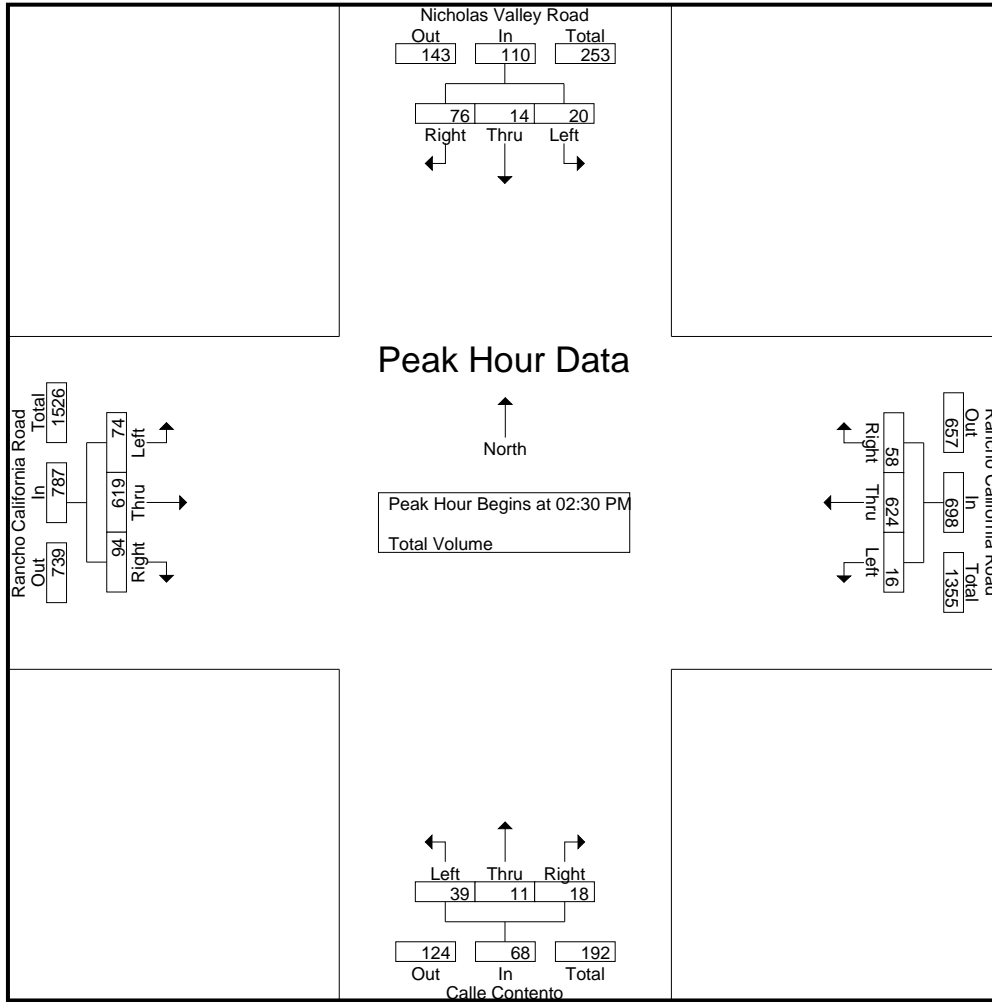 Nicholas Valley Road
Out In Total
143 110 253
76 14 20
Right Thru Left
Peak Hour Data
North
Peak Hour Begins at 02:30 PM
Total Volume
Rancho California Road
Total In Out
1526 787 739
74 619 94
Left Thru Right
Rancho California Road
Out In Total
657 698 1355
58 624 16
Right Thru Left
Left Thru Right
39 11 18
124 68 192
Out In Total
Calle Contento